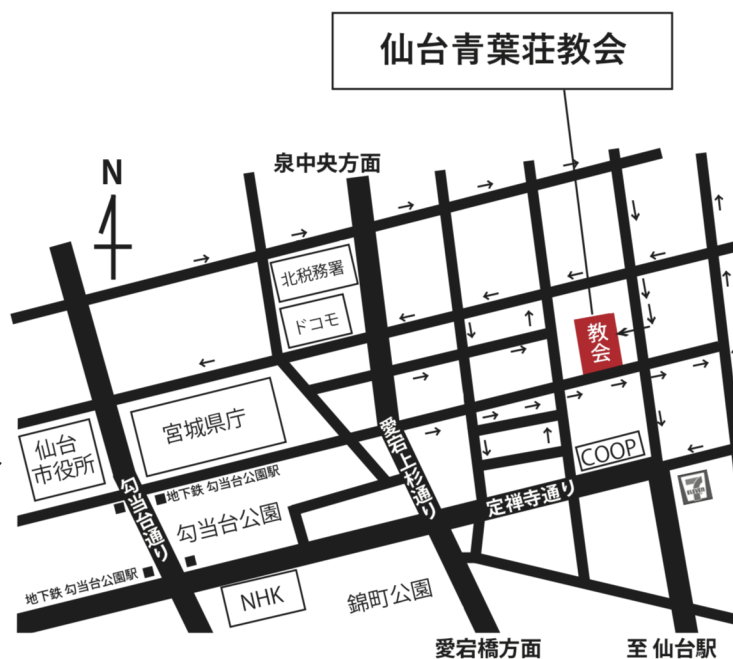 仙台青葉荘教会
泉中央方面
N
北税務署
ドコモ
教会
宮城県庁
仙台
市役所
愛宕上杉通り
COOP
勾当台通り
地下鉄 勾当台公園駅
勾当台公園
定禅寺通り
7
ELEVEN
地下鉄 勾当台公園駅
NHK
錦町公園
愛宕橋方面
至 仙台駅